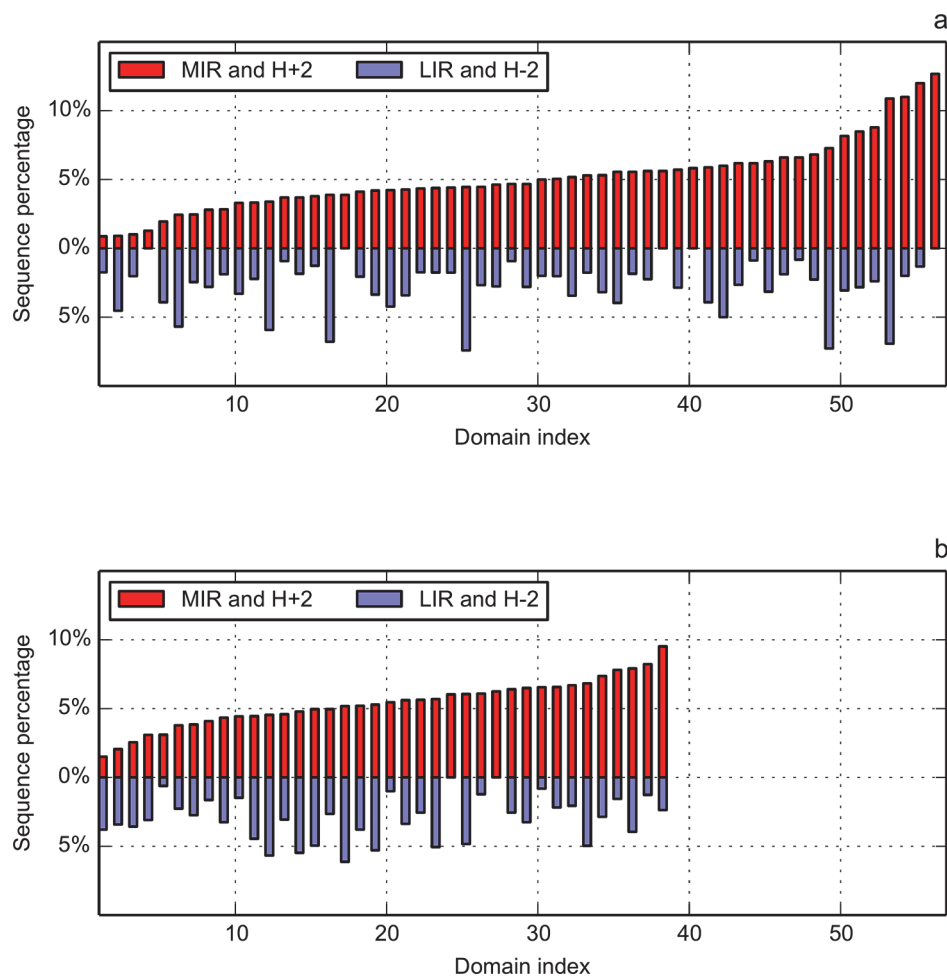 a
MIR and H+2 LIR and H-2
10%
5%
0%
5%
Sequence percentage
10 20 30 40 50
Domain index
b
MIR and H+2 LIR and H-2
10%
5%
0%
5%
Sequence percentage
10 20 30 40 50
Domain index